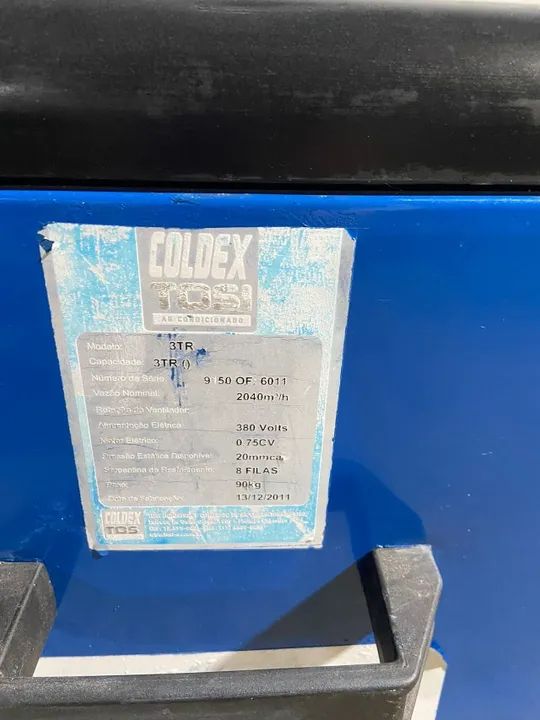 COLDEX
TOSI
AR CONDICIONADO
Modelo: 3TR
Capacidade: 3TR ()
Número de Série: 9150 OF. 6011
Vazão Nominal: 2040m³/h
Rotação do Ventilador:
Alimentação Elétrica: 380 Volts
Motor Elétrico: 0.75CV
Pressão Estática Disponível: 20mmca
Serpentina de Resfriamento: 8 FILAS
Peso: 90kg
Data de Fabricação: 13/12/2011
COLDEX
TOSI